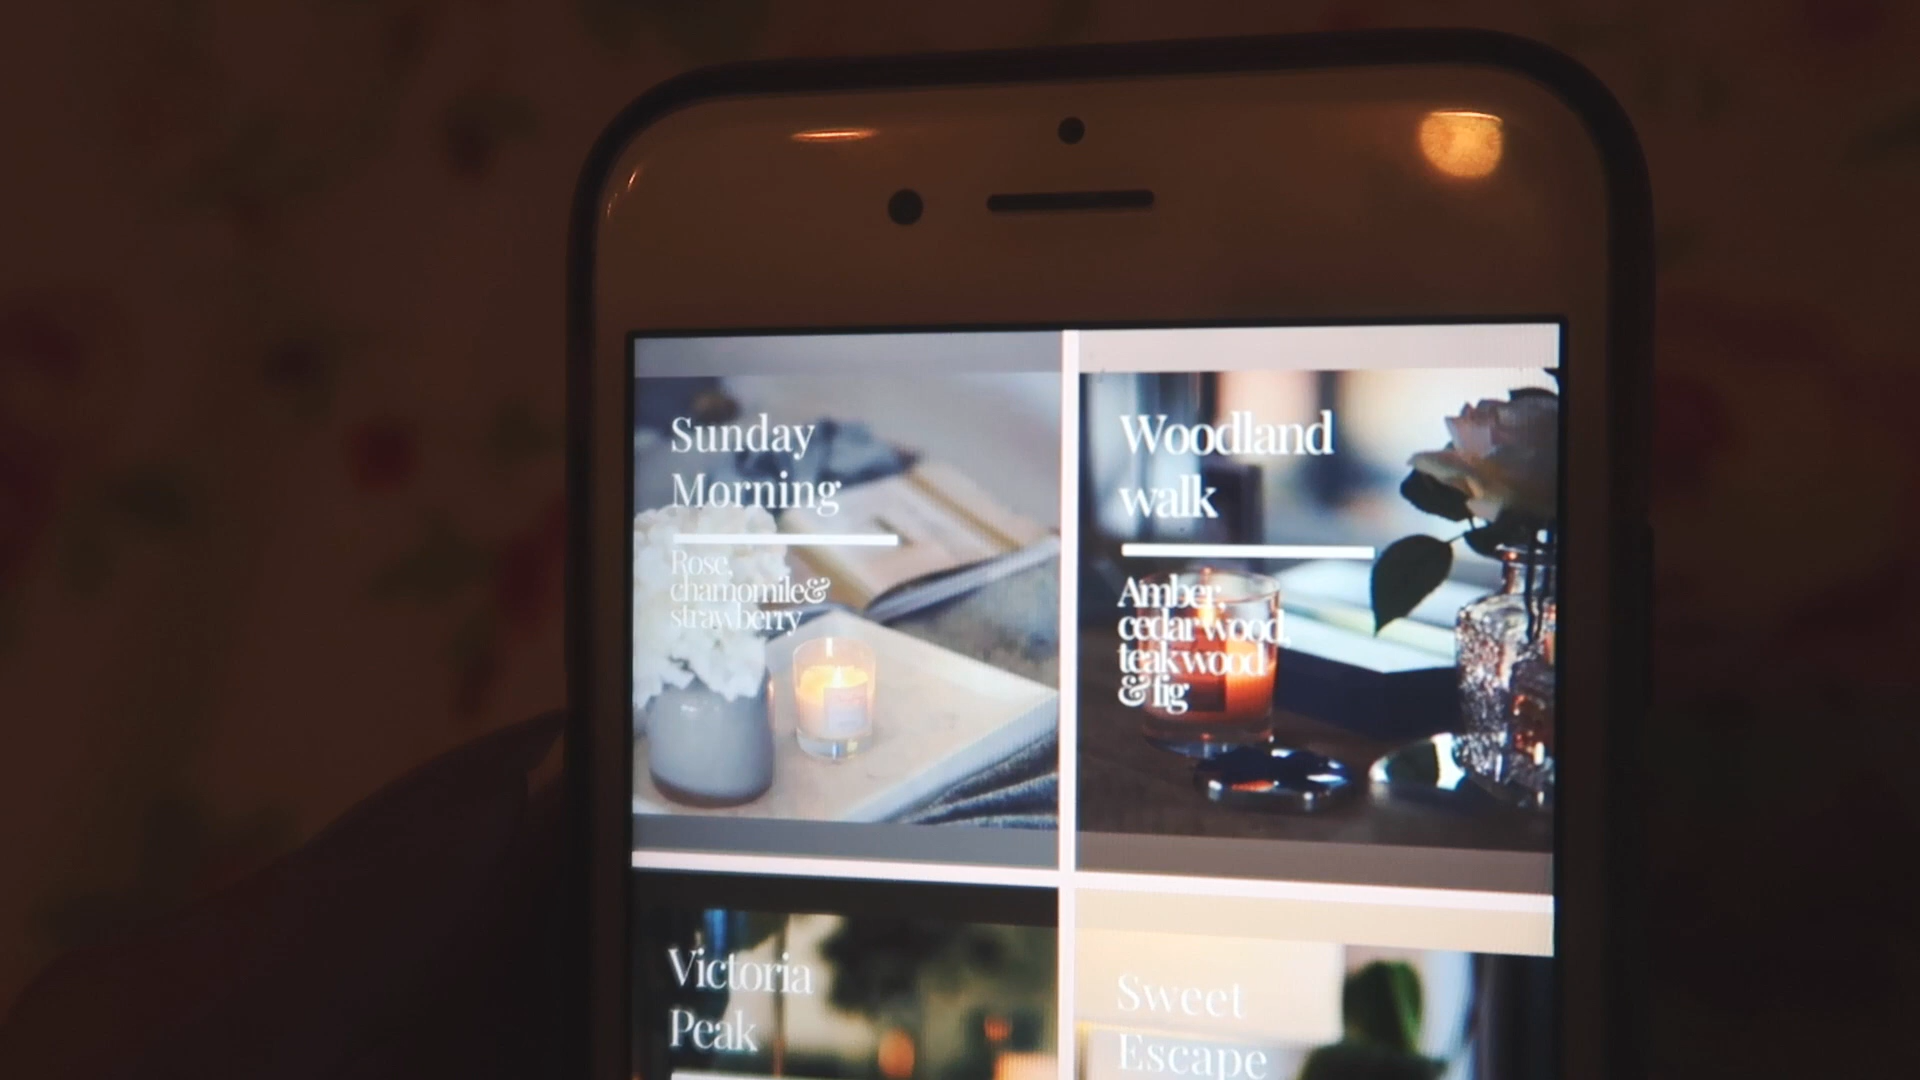 Sunday
Morning
Rose,
chamomile&
strawberry
Woodland
walk
Amber,
cedar wood,
teak wood
& fig
Victoria
Peak
Sweet
Escape